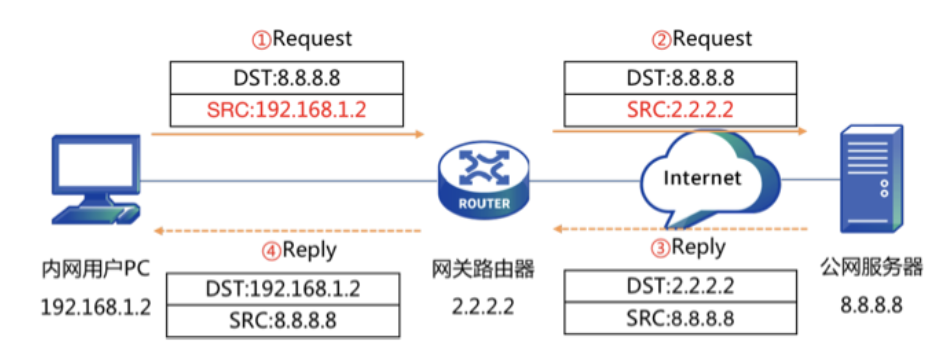 ①Request
DST:8.8.8.8
SRC:192.168.1.2
②Request
DST:8.8.8.8
SRC:2.2.2.2
ROUTER
Internet
④Reply
DST:192.168.1.2
SRC:8.8.8.8
③Reply
DST:2.2.2.2
SRC:8.8.8.8
内网用户PC
192.168.1.2
网关路由器
2.2.2.2
公网服务器
8.8.8.8